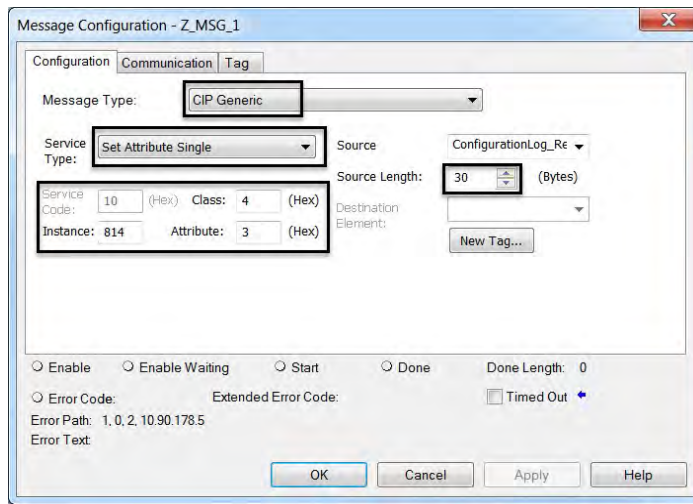 Message Configuration - Z_MSG_1
Configuration Communication Tag
Message Type: CIP Generic
Service Type: Set Attribute Single
Source ConfigurationLog_Re
Source Length: 30 (Bytes)
Service Code: 10 (Hex) Class: 4 (Hex)
Destination Element:
Instance: 814 Attribute: 3 (Hex)
New Tag...
Enable Enable Waiting Start Done Done Length: 0
Error Code: Extended Error Code: Timed Out
Error Path: 1, 0, 2, 10.90.178.5
Error Text:
OK Cancel Apply Help